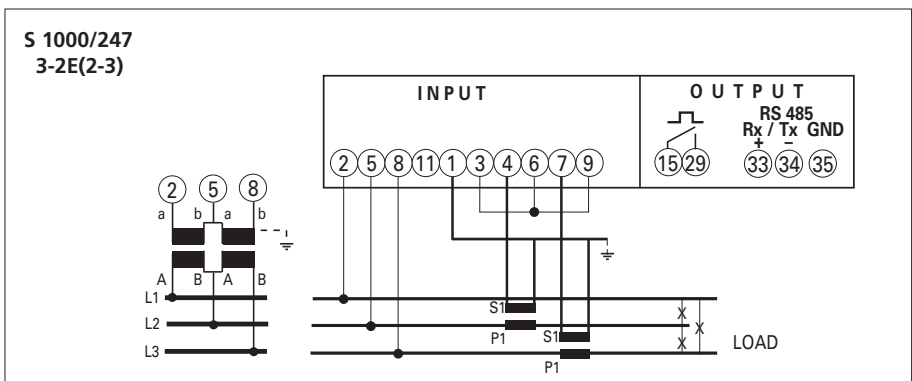 S 1000/247
3-2E(2-3)
INPUT
OUTPUT
RS 485
Rx / Tx GND
+ –
2 5 8 11 1 3 4 6 7 9
15 29 33 34 35
2 5 8
a b a b
A B A B
L1
L2
L3
S1
P1
S1
P1
X
X
X
LOAD